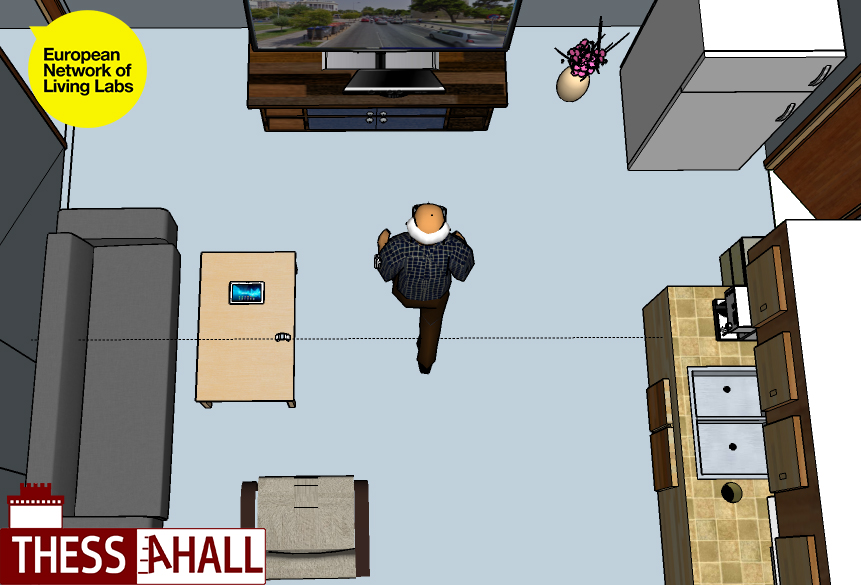 European
Network of
Living Labs
THESS AHALL